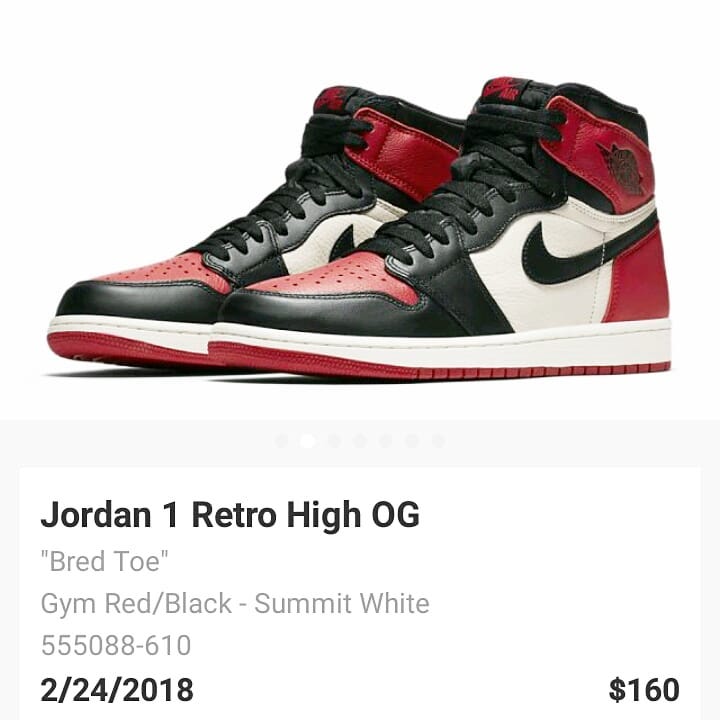 Jordan 1 Retro High OG
"Bred Toe"
Gym Red/Black - Summit White
555088-610
2/24/2018 $160